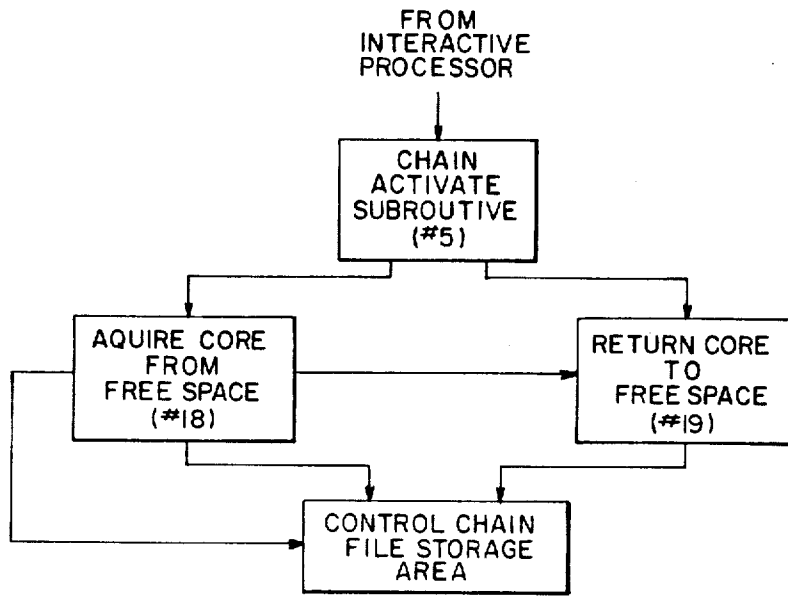 FROM
INTERACTIVE
PROCESSOR
CHAIN
ACTIVATE
SUBROUTIVE
(#5)
AQUIRE CORE
FROM
FREE SPACE
(#18)
RETURN CORE
TO
FREE SPACE
(#19)
CONTROL CHAIN
FILE STORAGE
AREA